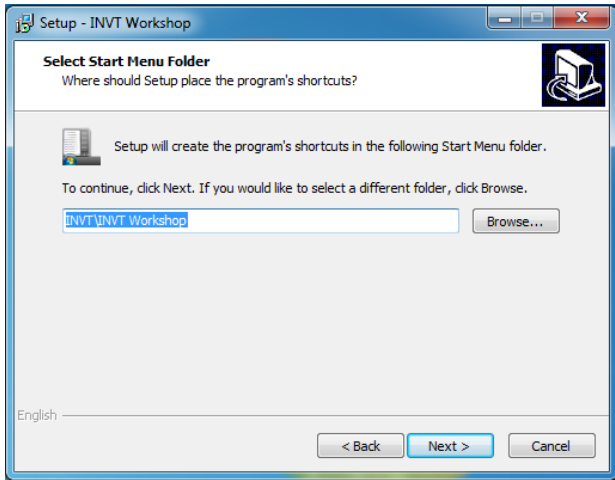 Setup - INVT Workshop
Select Start Menu Folder
Where should Setup place the program's shortcuts?
Setup will create the program's shortcuts in the following Start Menu folder.
To continue, click Next. If you would like to select a different folder, click Browse.
INVT\INVT Workshop
Browse...
English
< Back
Next >
Cancel